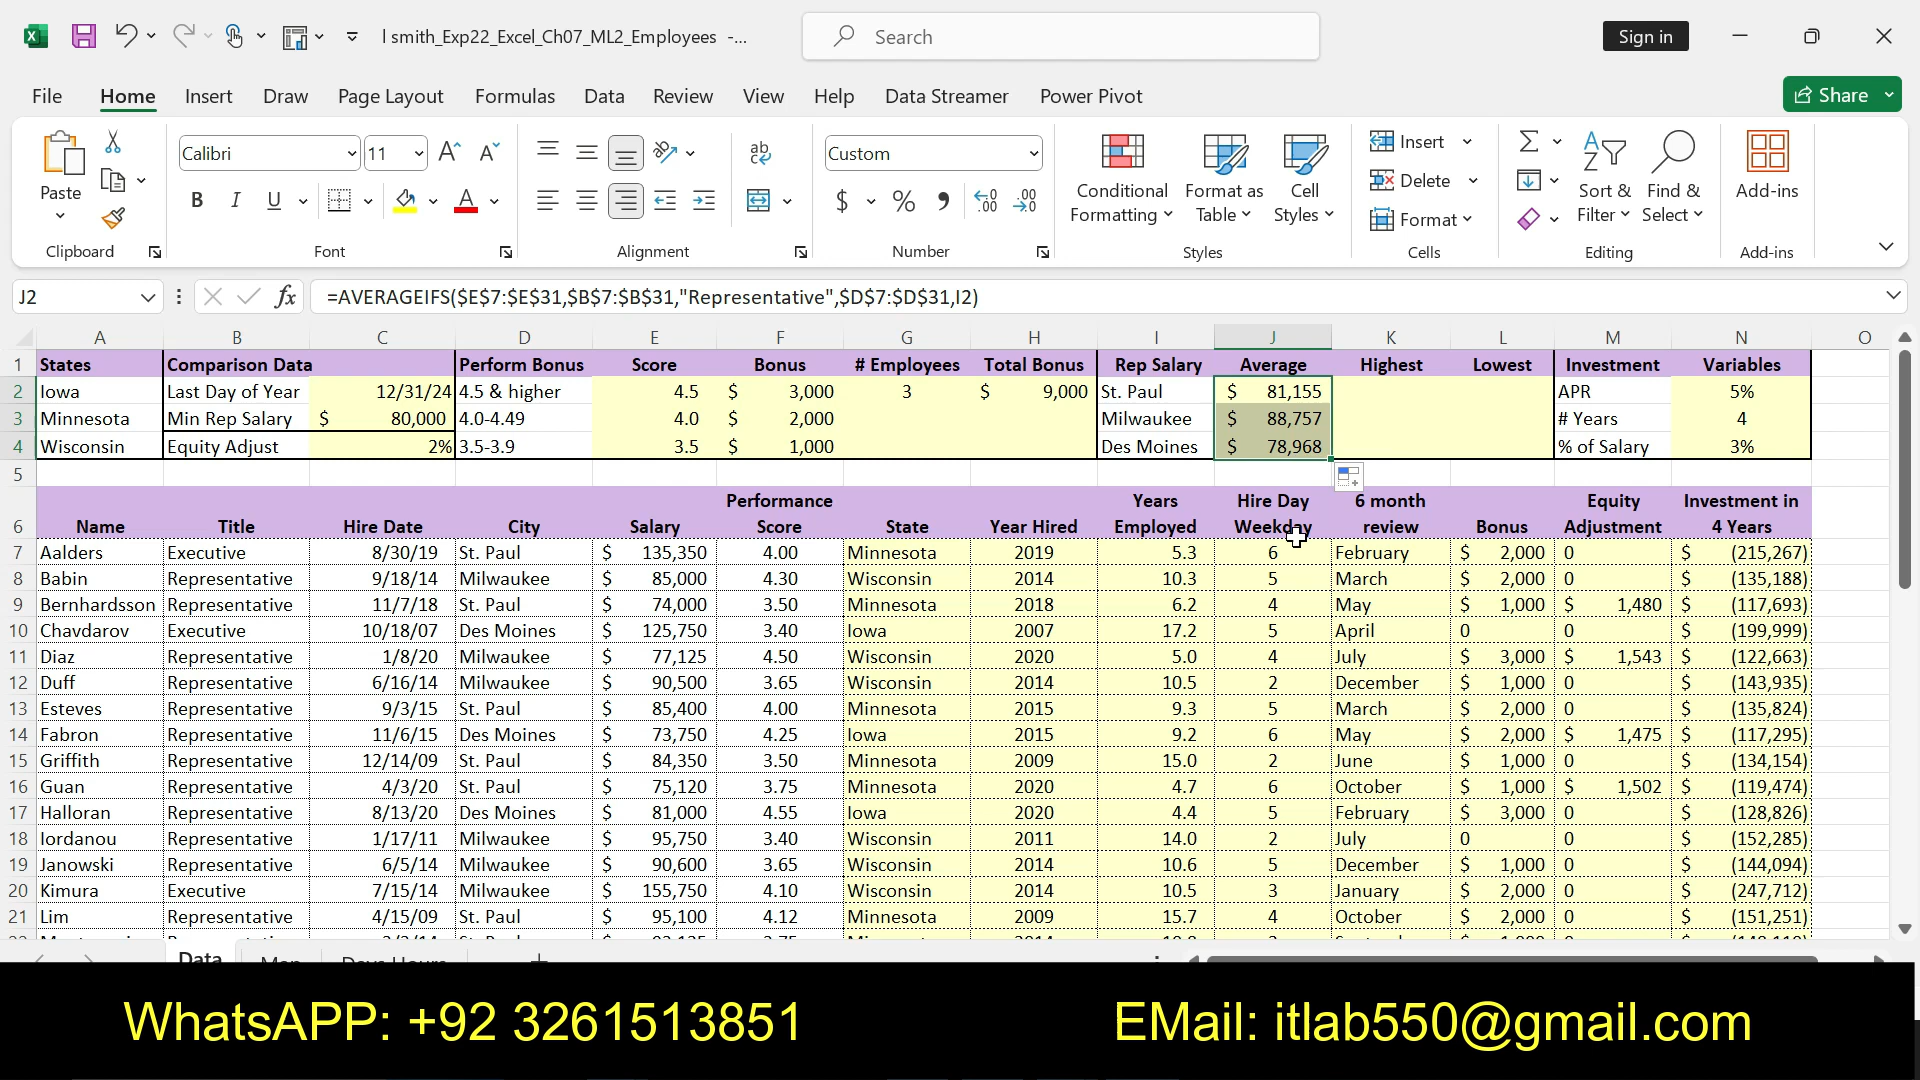 I smith_Exp22_Excel_Ch07_ML2_Employees -...
Search
Sign in
File Home Insert Draw Page Layout Formulas Data Review View Help Data Streamer Power Pivot
Share
Paste
Clipboard
Calibri 11
B I U
Font
ab
Alignment
Custom
$ % ,
Number
Conditional Formatting
Format as Table
Cell Styles
Styles
Insert
Delete
Format
Cells
Sort & Filter
Find & Select
Editing
Add-ins
Add-ins
J2 fx =AVERAGEIFS($E$7:$E$31,$B$7:$B$31,"Representative",$D$7:$D$31,I2)
A B C D E F G H I J K L M N O
1 States Comparison Data Perform Bonus Score Bonus # Employees Total Bonus Rep Salary Average Highest Lowest Investment Variables
2 Iowa Last Day of Year 12/31/24 4.5 & higher 4.5 $ 3,000 3 $ 9,000 St. Paul $ 81,155 APR 5%
3 Minnesota Min Rep Salary $ 80,000 4.0-4.49 4.0 $ 2,000 Milwaukee $ 88,757 # Years 4
4 Wisconsin Equity Adjust 2% 3.5-3.9 3.5 $ 1,000 Des Moines $ 78,968 % of Salary 3%
5
6 Name Title Hire Date City Salary Performance Score State Year Hired Years Employed Hire Day Weekday 6 month review Bonus Equity Adjustment Investment in 4 Years
7 Aalders Executive 8/30/19 St. Paul $ 135,350 4.00 Minnesota 2019 5.3 6 February $ 2,000 0 $ (215,267)
8 Babin Representative 9/18/14 Milwaukee $ 85,000 4.30 Wisconsin 2014 10.3 5 March $ 2,000 0 $ (135,188)
9 Bernhardsson Representative 11/7/18 St. Paul $ 74,000 3.50 Minnesota 2018 6.2 4 May $ 1,000 $ 1,480 $ (117,693)
10 Chavdarov Executive 10/18/07 Des Moines $ 125,750 3.40 Iowa 2007 17.2 5 April 0 0 $ (199,999)
11 Diaz Representative 1/8/20 Milwaukee $ 77,125 4.50 Wisconsin 2020 5.0 4 July $ 3,000 $ 1,543 $ (122,663)
12 Duff Representative 6/16/14 Milwaukee $ 90,500 3.65 Wisconsin 2014 10.5 2 December $ 1,000 0 $ (143,935)
13 Esteves Representative 9/3/15 St. Paul $ 85,400 4.00 Minnesota 2015 9.3 5 March $ 2,000 0 $ (135,824)
14 Fabron Representative 11/6/15 Des Moines $ 73,750 4.25 Iowa 2015 9.2 6 May $ 2,000 $ 1,475 $ (117,295)
15 Griffith Representative 12/14/09 St. Paul $ 84,350 3.50 Minnesota 2009 15.0 2 June $ 1,000 0 $ (134,154)
16 Guan Representative 4/3/20 St. Paul $ 75,120 3.75 Minnesota 2020 4.7 6 October $ 1,000 $ 1,502 $ (119,474)
17 Halloran Representative 8/13/20 Des Moines $ 81,000 4.55 Iowa 2020 4.4 5 February $ 3,000 0 $ (128,826)
18 Iordanou Representative 1/17/11 Milwaukee $ 95,750 3.40 Wisconsin 2011 14.0 2 July 0 0 $ (152,285)
19 Janowski Representative 6/5/14 Milwaukee $ 90,600 3.65 Wisconsin 2014 10.6 5 December $ 1,000 0 $ (144,094)
20 Kimura Executive 7/15/14 Milwaukee $ 155,750 4.10 Wisconsin 2014 10.5 3 January $ 2,000 0 $ (247,712)
21 Lim Representative 4/15/09 St. Paul $ 95,100 4.12 Minnesota 2009 15.7 4 October $ 2,000 0 $ (151,251)
Data Map Days Hours
WhatsAPP: +92 3261513851
EMail: itlab550@gmail.com